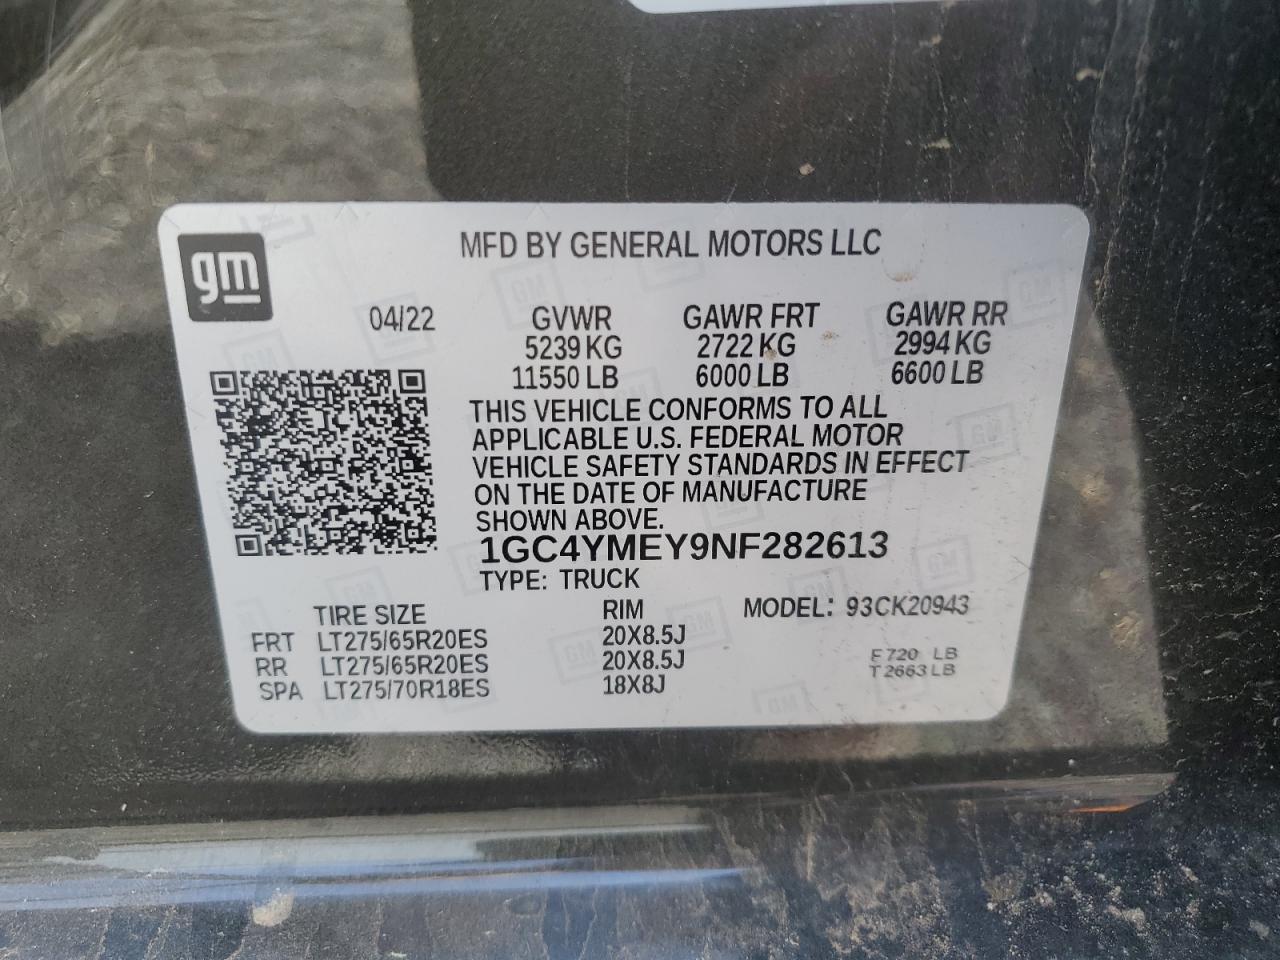 gm
MFD BY GENERAL MOTORS LLC
04/22 GVWR GAWR FRT GAWR RR
5239 KG 2722 KG 2994 KG
11550 LB 6000 LB 6600 LB
THIS VEHICLE CONFORMS TO ALL
APPLICABLE U.S. FEDERAL MOTOR
VEHICLE SAFETY STANDARDS IN EFFECT
ON THE DATE OF MANUFACTURE
SHOWN ABOVE.
1GC4YMEY9NF282613
TYPE: TRUCK
TIRE SIZE RIM MODEL: 93CK20943
FRT LT275/65R20ES 20X8.5J
RR LT275/65R20ES 20X8.5J
SPA LT275/70R18ES 18X8J
F720 LB
T2663LB